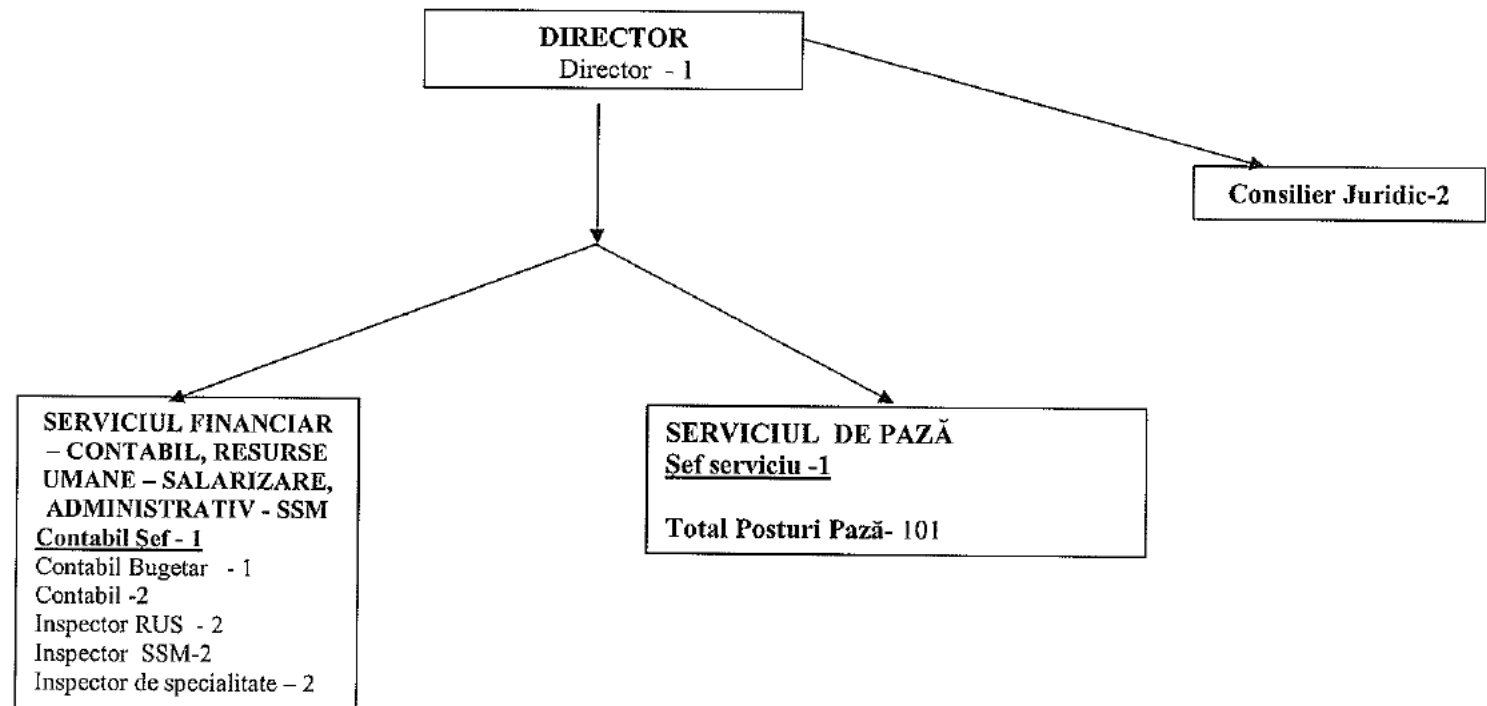 DIRECTOR
Director - 1
Consilier Juridic-2
SERVICIUL FINANCIAR
– CONTABIL, RESURSE
UMANE – SALARIZARE,
ADMINISTRATIV - SSM
Contabil Şef - 1
Contabil Bugetar - 1
Contabil -2
Inspector RUS - 2
Inspector SSM-2
Inspector de specialitate – 2
SERVICIUL DE PAZĂ
Şef serviciu -1
Total Posturi Pază- 101